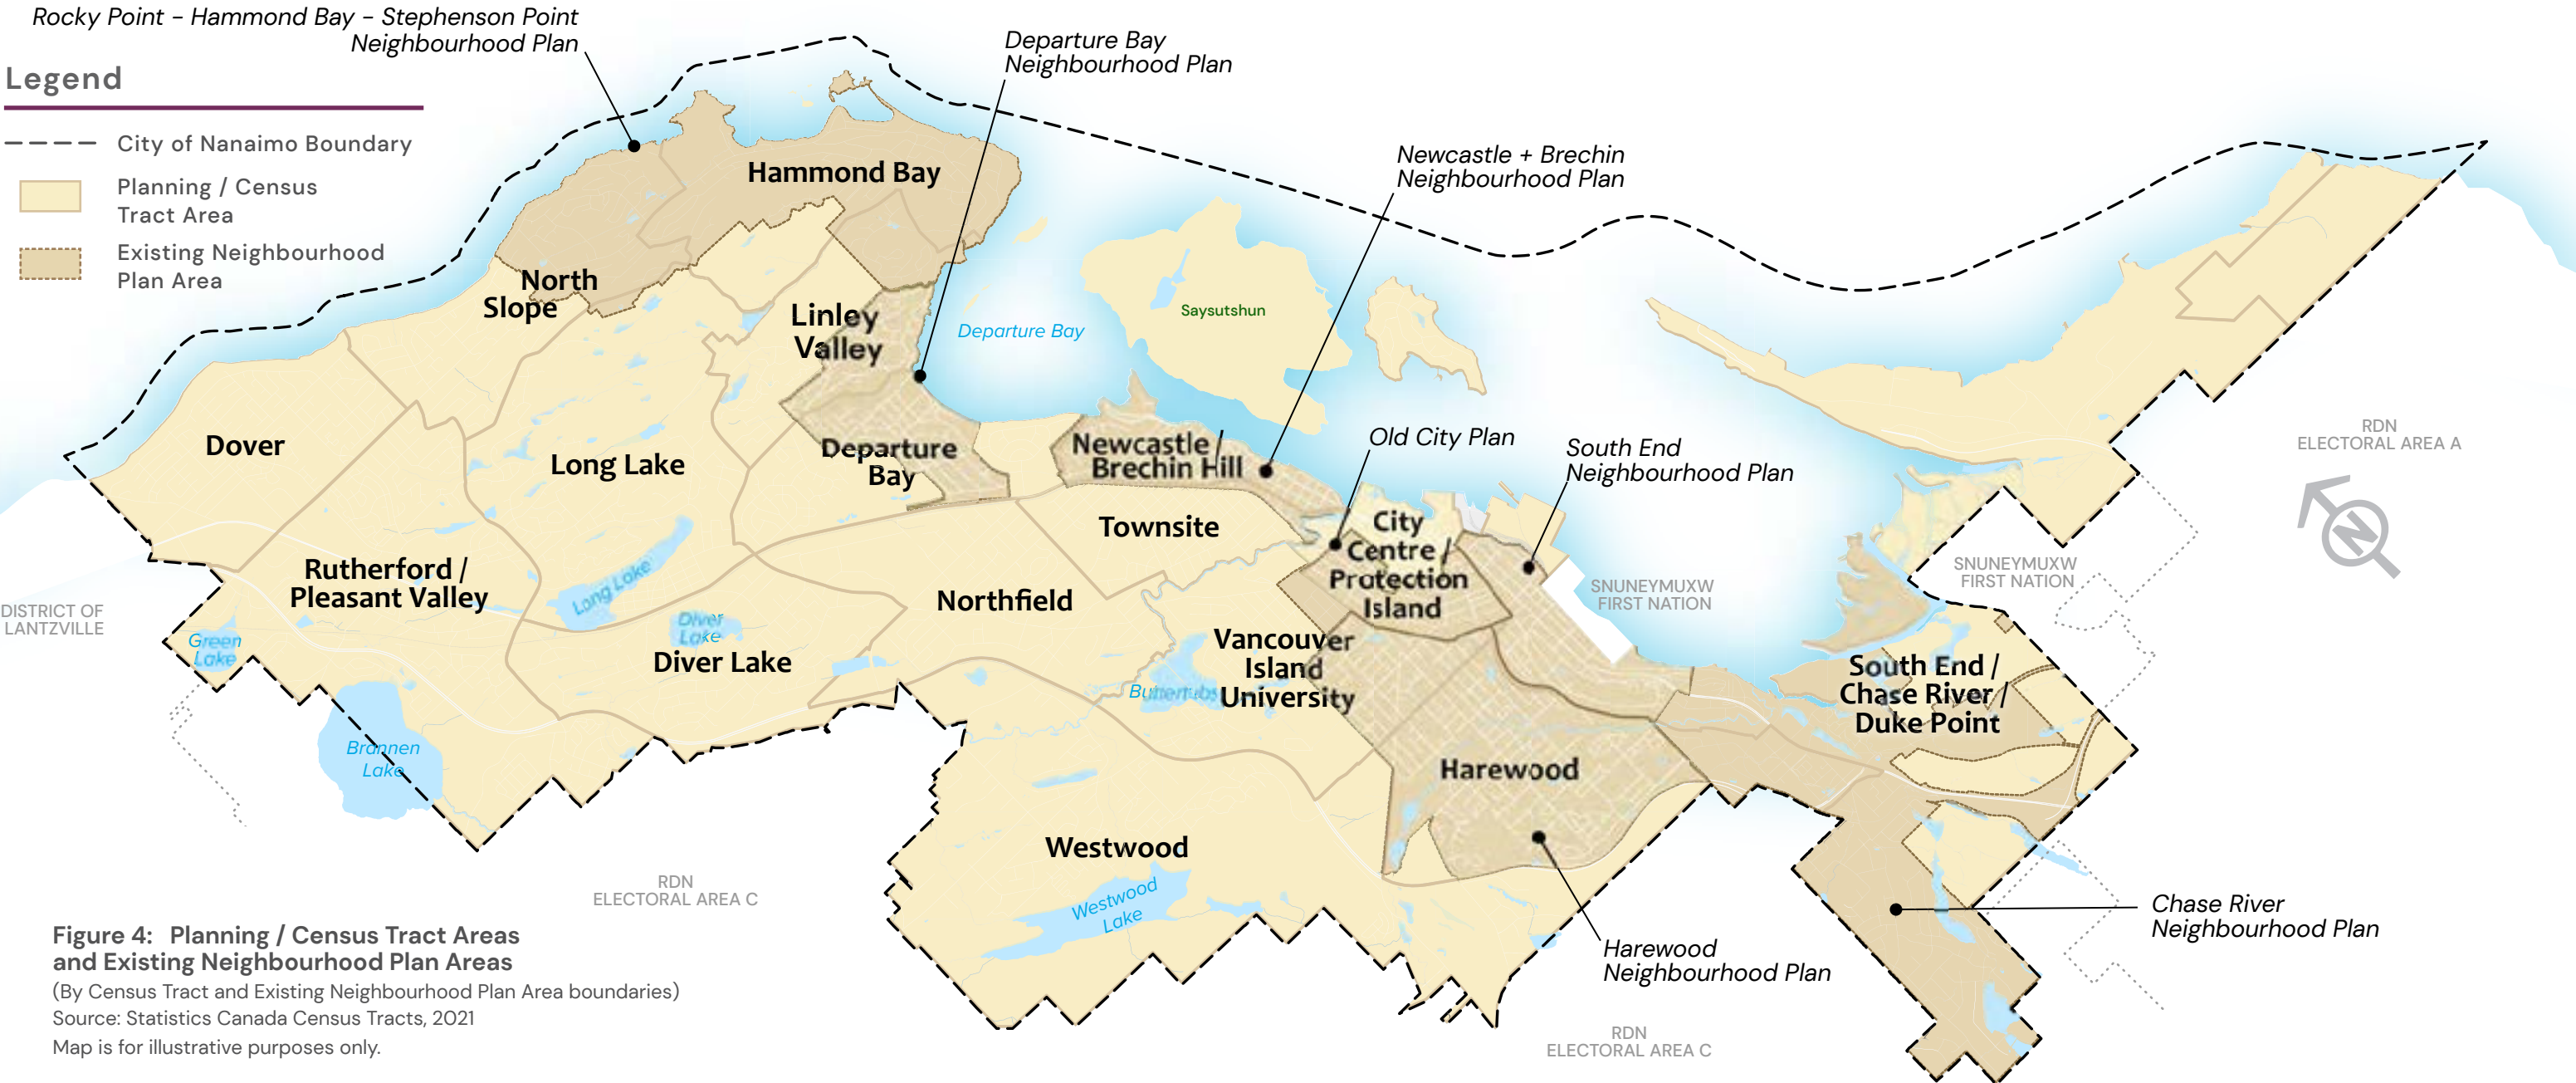 Rocky Point - Hammond Bay - Stephenson Point
Neighbourhood Plan
Departure Bay
Neighbourhood Plan
Legend
City of Nanaimo Boundary
Planning / Census
Tract Area
Existing Neighbourhood
Plan Area
Newcastle + Brechin
Neighbourhood Plan
Hammond Bay
North
Slope
Linley
Valley
Departure Bay
Saysutshun
Dover
Long Lake
Departure
Bay
Newcastle /
Brechin Hill
Old City Plan
South End
Neighbourhood Plan
RDN
ELECTORAL AREA A
N
Townsite
City
Centre /
Protection
Island
Rutherford /
Pleasant Valley
Long Lake
Northfield
SNUNEYMUXW
FIRST NATION
SNUNEYMUXW
FIRST NATION
DISTRICT OF
LANTZVILLE
Green
Lake
Diver
Lake
Diver Lake
Vancouver
Island
University
Buttertubs
South End /
Chase River /
Duke Point
Brannen
Lake
Harewood
Westwood
Westwood
Lake
RDN
ELECTORAL AREA C
Chase River
Neighbourhood Plan
Harewood
Neighbourhood Plan
RDN
ELECTORAL AREA C
Figure 4: Planning / Census Tract Areas
and Existing Neighbourhood Plan Areas
(By Census Tract and Existing Neighbourhood Plan Area boundaries)
Source: Statistics Canada Census Tracts, 2021
Map is for illustrative purposes only.